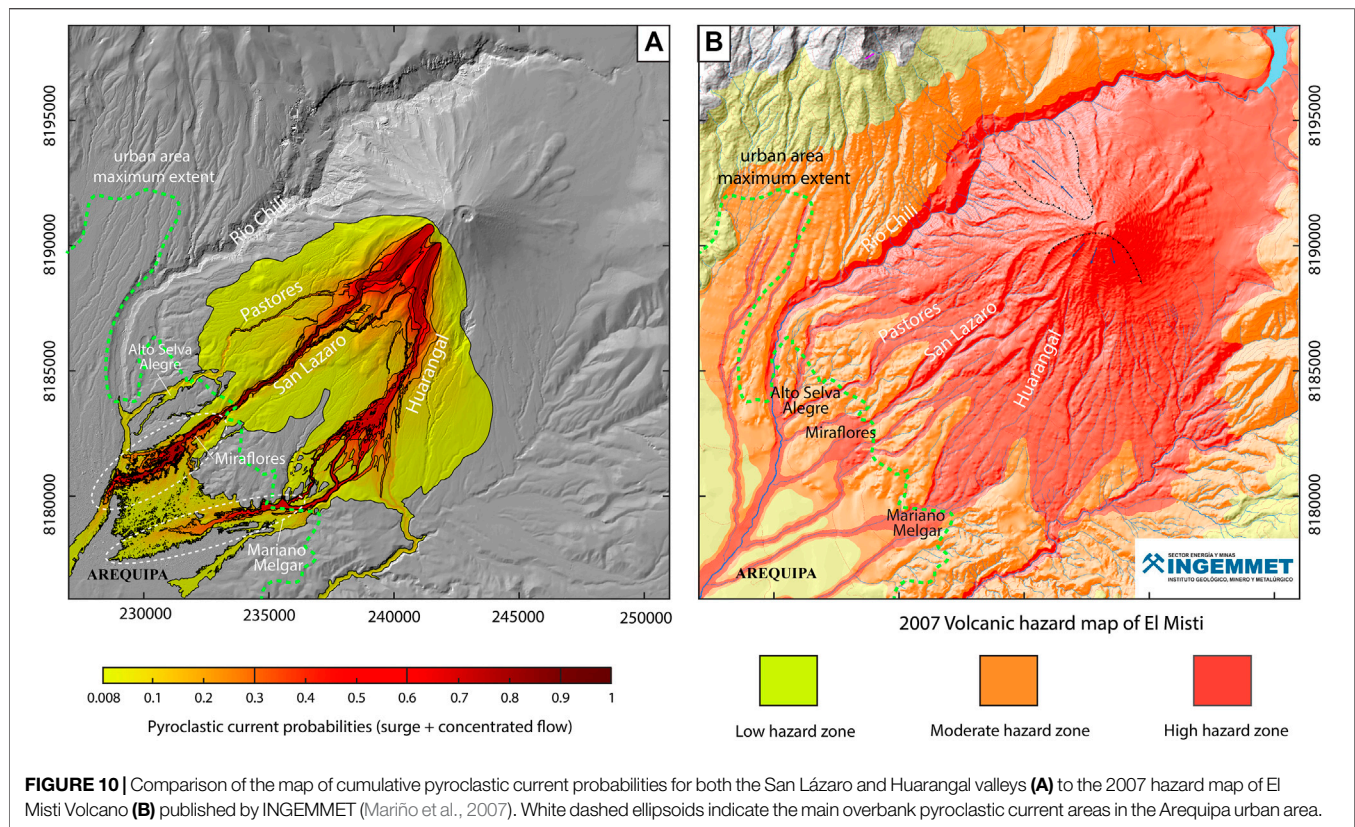 A
urban area
maximum extent
Rio Chili
Pastores
San Lazaro
Huarangal
Alto Selva
Alegre
Miraflores
Mariano
Melgar
AREQUIPA
8195000
8190000
8185000
8180000
230000
235000
240000
245000
250000
0.008
0.1
0.2
0.3
0.4
0.5
0.6
0.7
0.8
0.9
1
Pyroclastic current probabilities (surge + concentrated flow)
B
urban area
maximum extent
Rio Chili
Pastores
San Lazaro
Huarangal
Alto Selva
Alegre
Miraflores
Mariano
Melgar
AREQUIPA
8195000
8190000
8185000
8180000
SECTOR ENERGÍA Y MINAS
INGEMMET
INSTITUTO GEOLÓGICO, MINERO Y METALÚRGICO
2007 Volcanic hazard map of El Misti
Low hazard zone
Moderate hazard zone
High hazard zone
FIGURE 10 | Comparison of the map of cumulative pyroclastic current probabilities for both the San Lázaro and Huarangal valleys (A) to the 2007 hazard map of El
Misti Volcano (B) published by INGEMMET (Mariño et al., 2007). White dashed ellipsoids indicate the main overbank pyroclastic current areas in the Arequipa urban area.